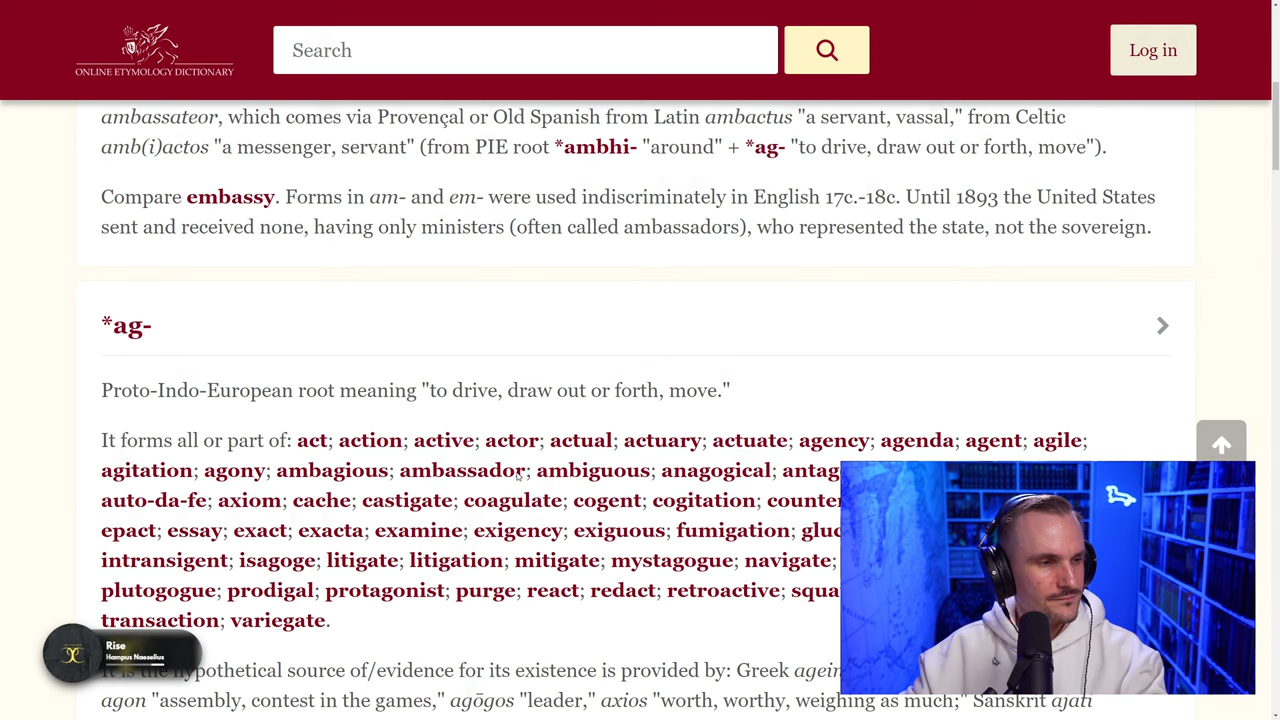 ONLINE ETYMOLOGY DICTIONARY
Search
Log in
ambassateor, which comes via Provençal or Old Spanish from Latin ambactus "a servant, vassal," from Celtic
amb(i)actos "a messenger, servant" (from PIE root *ambhi- "around" + *ag- "to drive, draw out or forth, move").
Compare embassy. Forms in am- and em- were used indiscriminately in English 17c.-18c. Until 1893 the United States
sent and received none, having only ministers (often called ambassadors), who represented the state, not the sovereign.
*ag-
Proto-Indo-European root meaning "to drive, draw out or forth, move."
It forms all or part of: act; action; active; actor; actual; actuary; actuate; agency; agenda; agent; agile;
agitation; agony; ambagious; ambassador; ambiguous; anagogical; antag
auto-da-fe; axiom; cache; castigate; coagulate; cogent; cogitation; counter
epact; essay; exact; exacta; examine; exigency; exiguous; fumigation; gluc
intransigent; isagoge; litigate; litigation; mitigate; mystagogue; navigate;
plutogogue; prodigal; protagonist; purge; react; redact; retroactive; squa
transaction; variegate.
Rise
Hampus Naeselius
It is the hypothetical source of/evidence for its existence is provided by: Greek agein
agon "assembly, contest in the games," agōgos "leader," axios "worth, worthy, weighing as much;" Sanskrit ajati